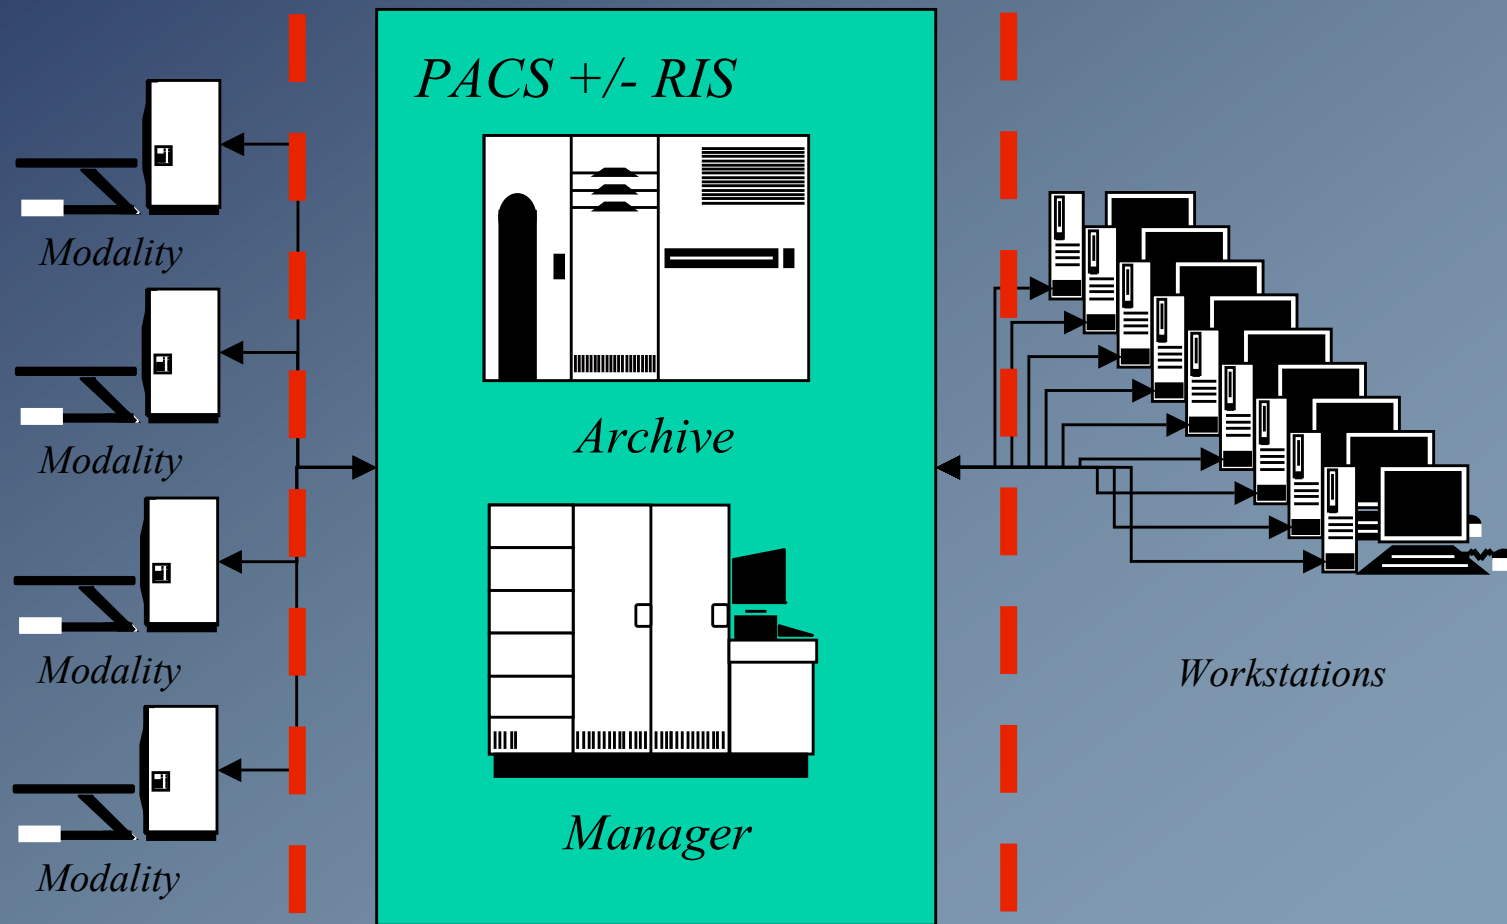 PACS +/- RIS
Modality
Modality
Modality
Modality
Archive
Manager
Workstations